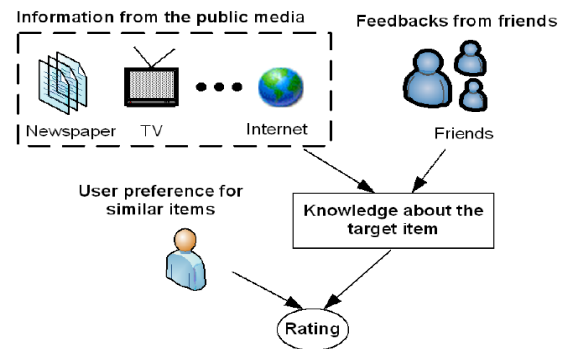 Information from the public media
Feedbacks from friends
Newspaper
TV
Internet
Friends
User preference for
similar items
Knowledge about the
target item
Rating